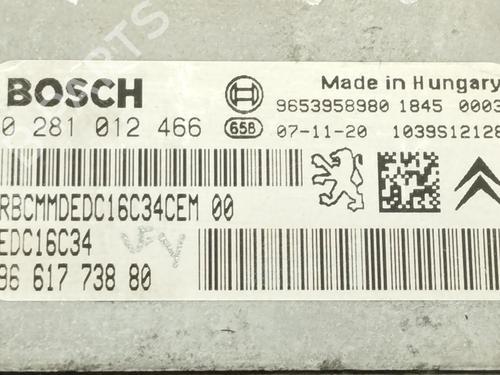 BOSCH
Made in Hungary
9653958980 1845 0003
0 281 012 466
658
07-11-20 1039S12128
RBCMMDEDC16C34CEM 00
EDC16C34
96 617 738 80